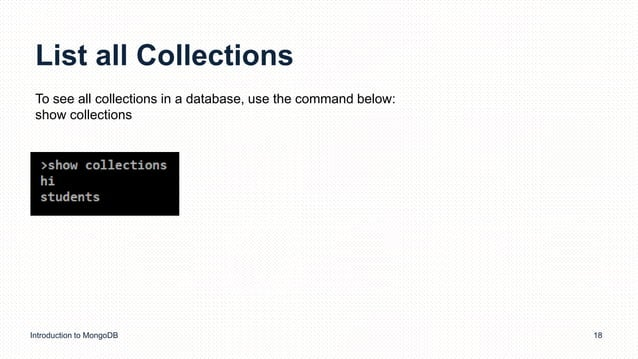 List all Collections
To see all collections in a database, use the command below:
show collections
>show collections
hi
students
Introduction to MongoDB
18